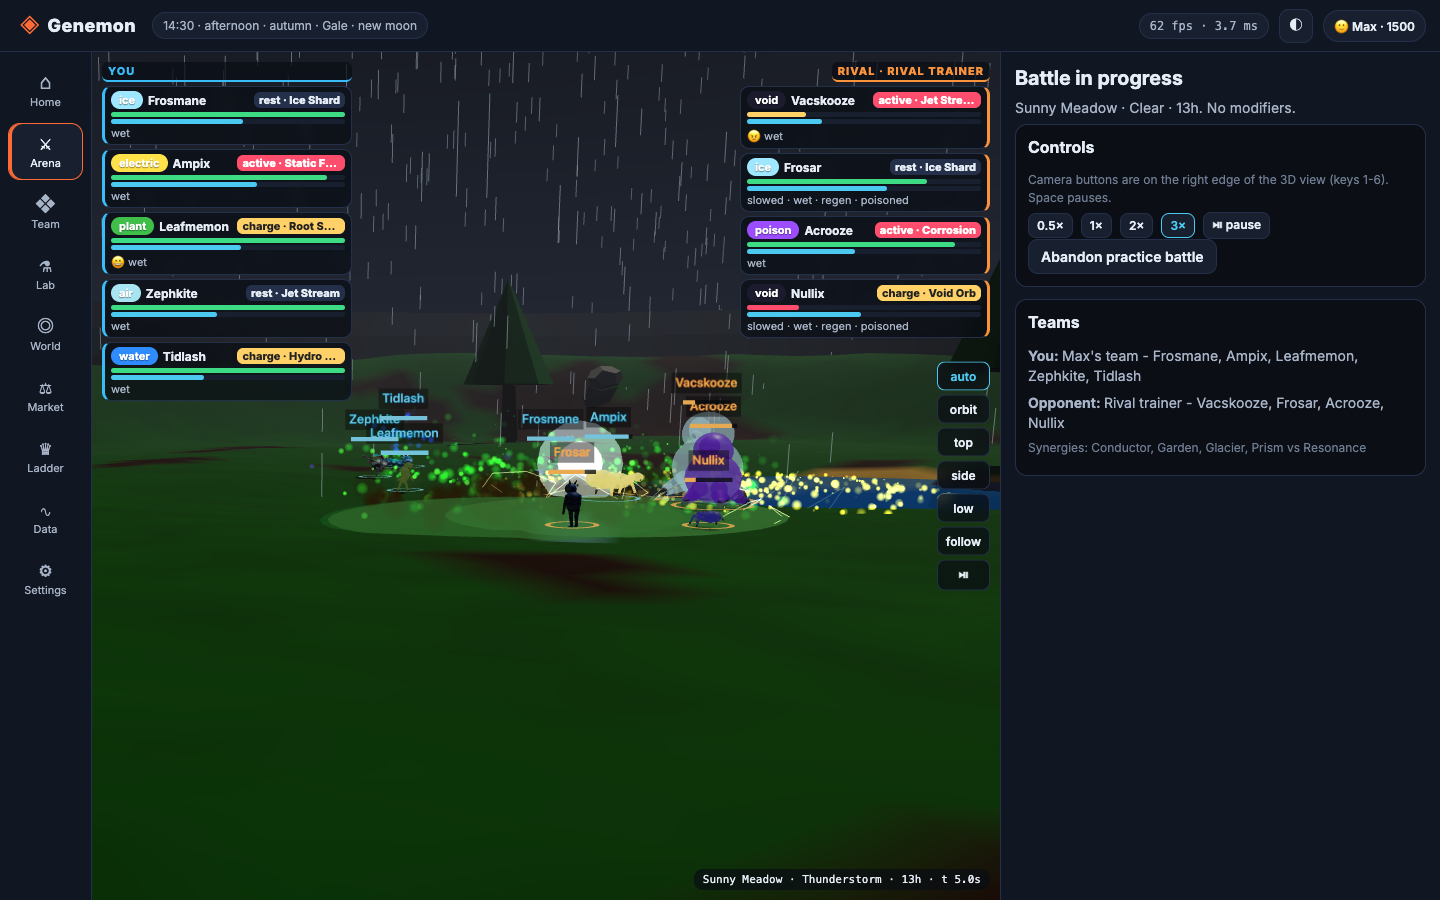 Genemon
14:30 · afternoon · autumn · Gale · new moon
62 fps · 3.7 ms
Max · 1500
Home
Arena
Team
Lab
World
Market
Ladder
Data
Settings
YOU
ice Frosmane rest · Ice Shard
wet
electric Ampix active · Static F...
wet
plant Leafmemon charge · Root S...
wet
air Zephkite rest · Jet Stream
wet
water Tidlash charge · Hydro ...
wet
RIVAL · RIVAL TRAINER
void Vacskooze active · Jet Stre...
wet
ice Frosar rest · Ice Shard
slowed · wet · regen · poisoned
poison Acrooze active · Corrosion
wet
void Nullix charge · Void Orb
slowed · wet · regen · poisoned
Tidlash
Zephkite
Leafmemon
Frosmane
Ampix
Frosar
Vacskooze
Acrooze
Nullix
auto
orbit
top
side
low
follow
Sunny Meadow · Thunderstorm · 13h · t 5.0s
Battle in progress
Sunny Meadow · Clear · 13h. No modifiers.
Controls
Camera buttons are on the right edge of the 3D view (keys 1-6).
Space pauses.
0.5× 1× 2× 3× pause
Abandon practice battle
Teams
You: Max's team - Frosmane, Ampix, Leafmemon,
Zephkite, Tidlash
Opponent: Rival trainer - Vacskooze, Frosar, Acrooze,
Nullix
Synergies: Conductor, Garden, Glacier, Prism vs Resonance